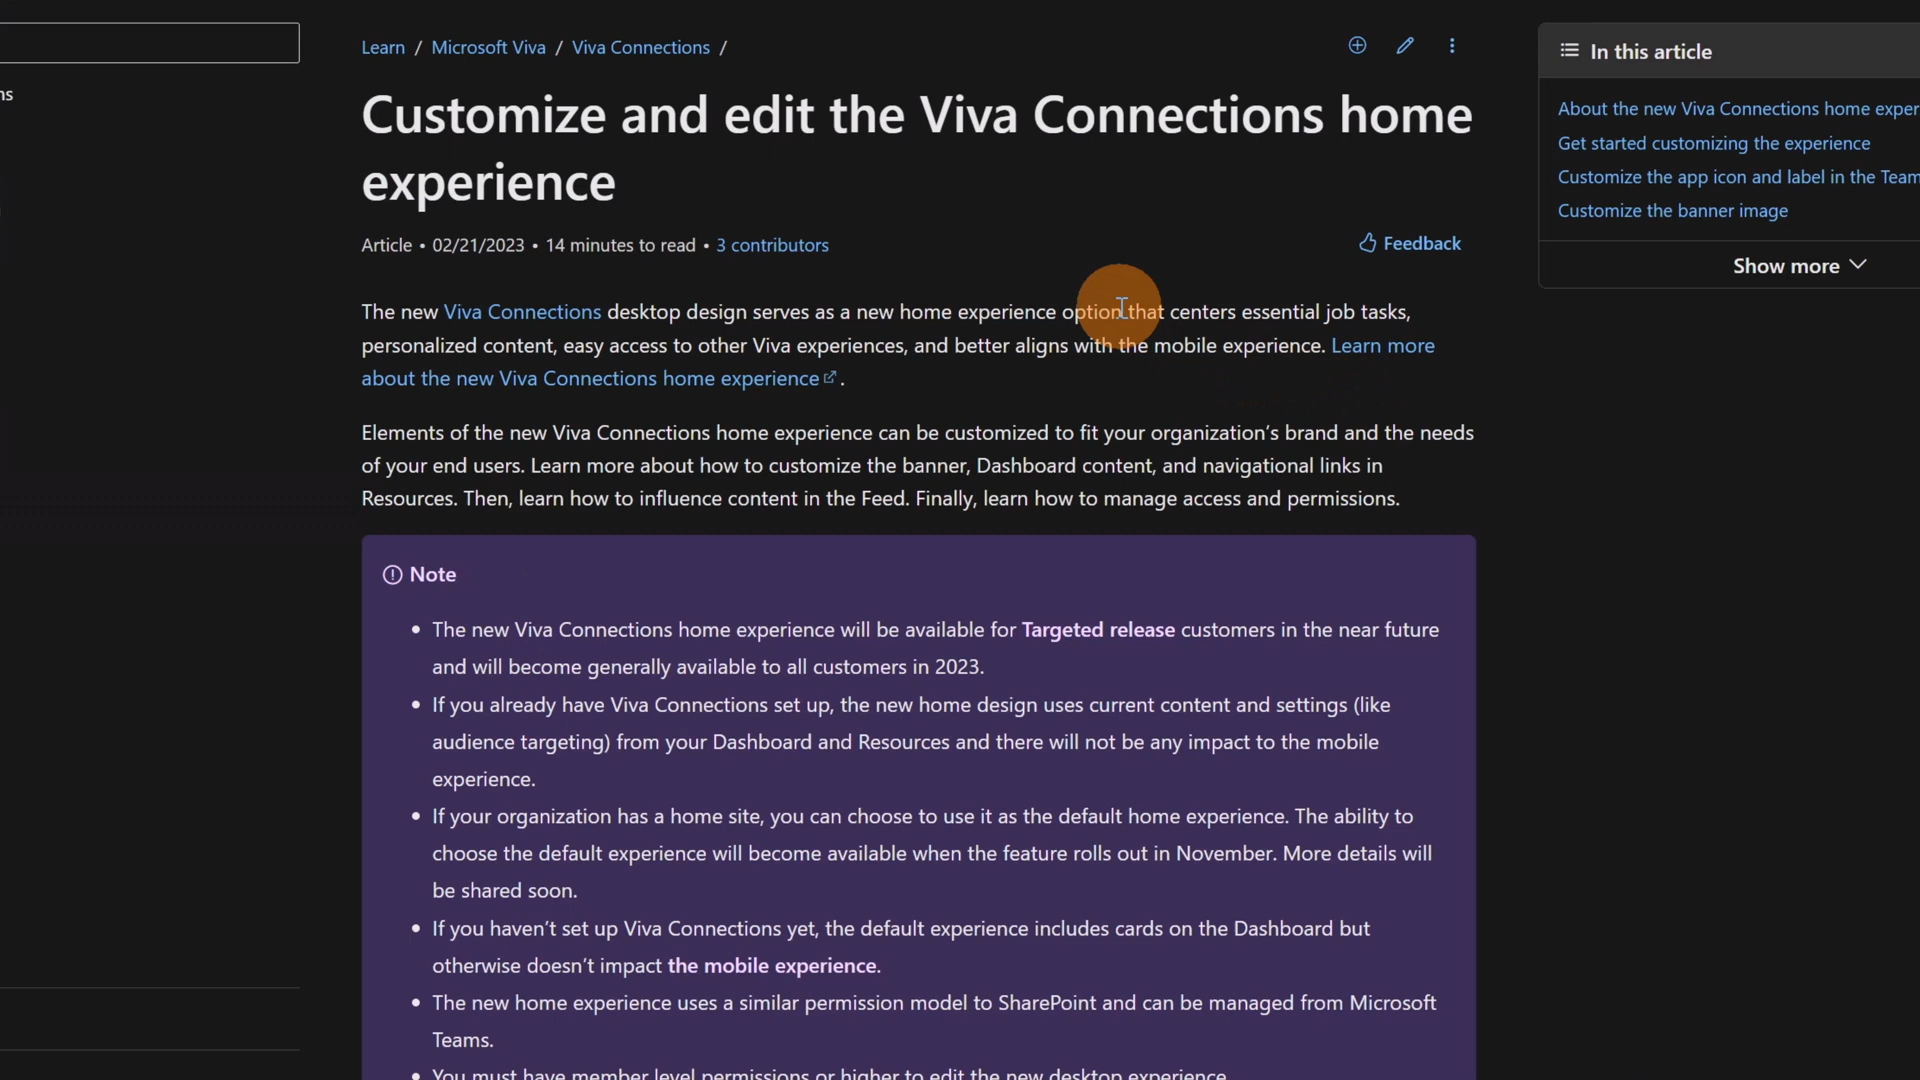 Learn / Microsoft Viva / Viva Connections /
Customize and edit the Viva Connections home
experience
Article • 02/21/2023 • 14 minutes to read • 3 contributors
Feedback
The new Viva Connections desktop design serves as a new home experience option that centers essential job tasks,
personalized content, easy access to other Viva experiences, and better aligns with the mobile experience. Learn more
about the new Viva Connections home experience.
Elements of the new Viva Connections home experience can be customized to fit your organization's brand and the needs
of your end users. Learn more about how to customize the banner, Dashboard content, and navigational links in
Resources. Then, learn how to influence content in the Feed. Finally, learn how to manage access and permissions.
Note
• The new Viva Connections home experience will be available for Targeted release customers in the near future
and will become generally available to all customers in 2023.
• If you already have Viva Connections set up, the new home design uses current content and settings (like
audience targeting) from your Dashboard and Resources and there will not be any impact to the mobile
experience.
• If your organization has a home site, you can choose to use it as the default home experience. The ability to
choose the default experience will become available when the feature rolls out in November. More details will
be shared soon.
• If you haven't set up Viva Connections yet, the default experience includes cards on the Dashboard but
otherwise doesn't impact the mobile experience.
• The new home experience uses a similar permission model to SharePoint and can be managed from Microsoft
Teams.
• You must have member level permissions or higher to edit the new desktop experience.
In this article
About the new Viva Connections home exper
Get started customizing the experience
Customize the app icon and label in the Team
Customize the banner image
Show more
ns